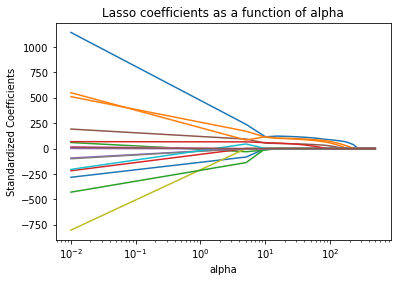 Lasso coefficients as a function of alpha
Standardized Coefficients
1000
750
500
250
0
−250
−500
−750
10⁻² 10⁻¹ 10⁰ 10¹ 10²
alpha